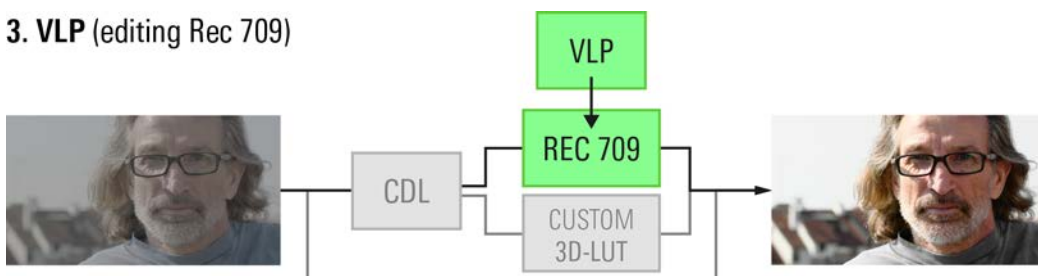 3. VLP (editing Rec 709)
VLP
REC 709
CDL
CUSTOM
3D-LUT